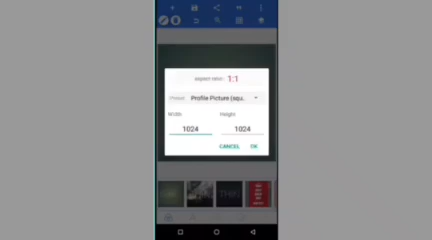 aspect ratio: 1:1
Preset Profile Picture (squ..
Width Height
1024 1024
CANCEL OK